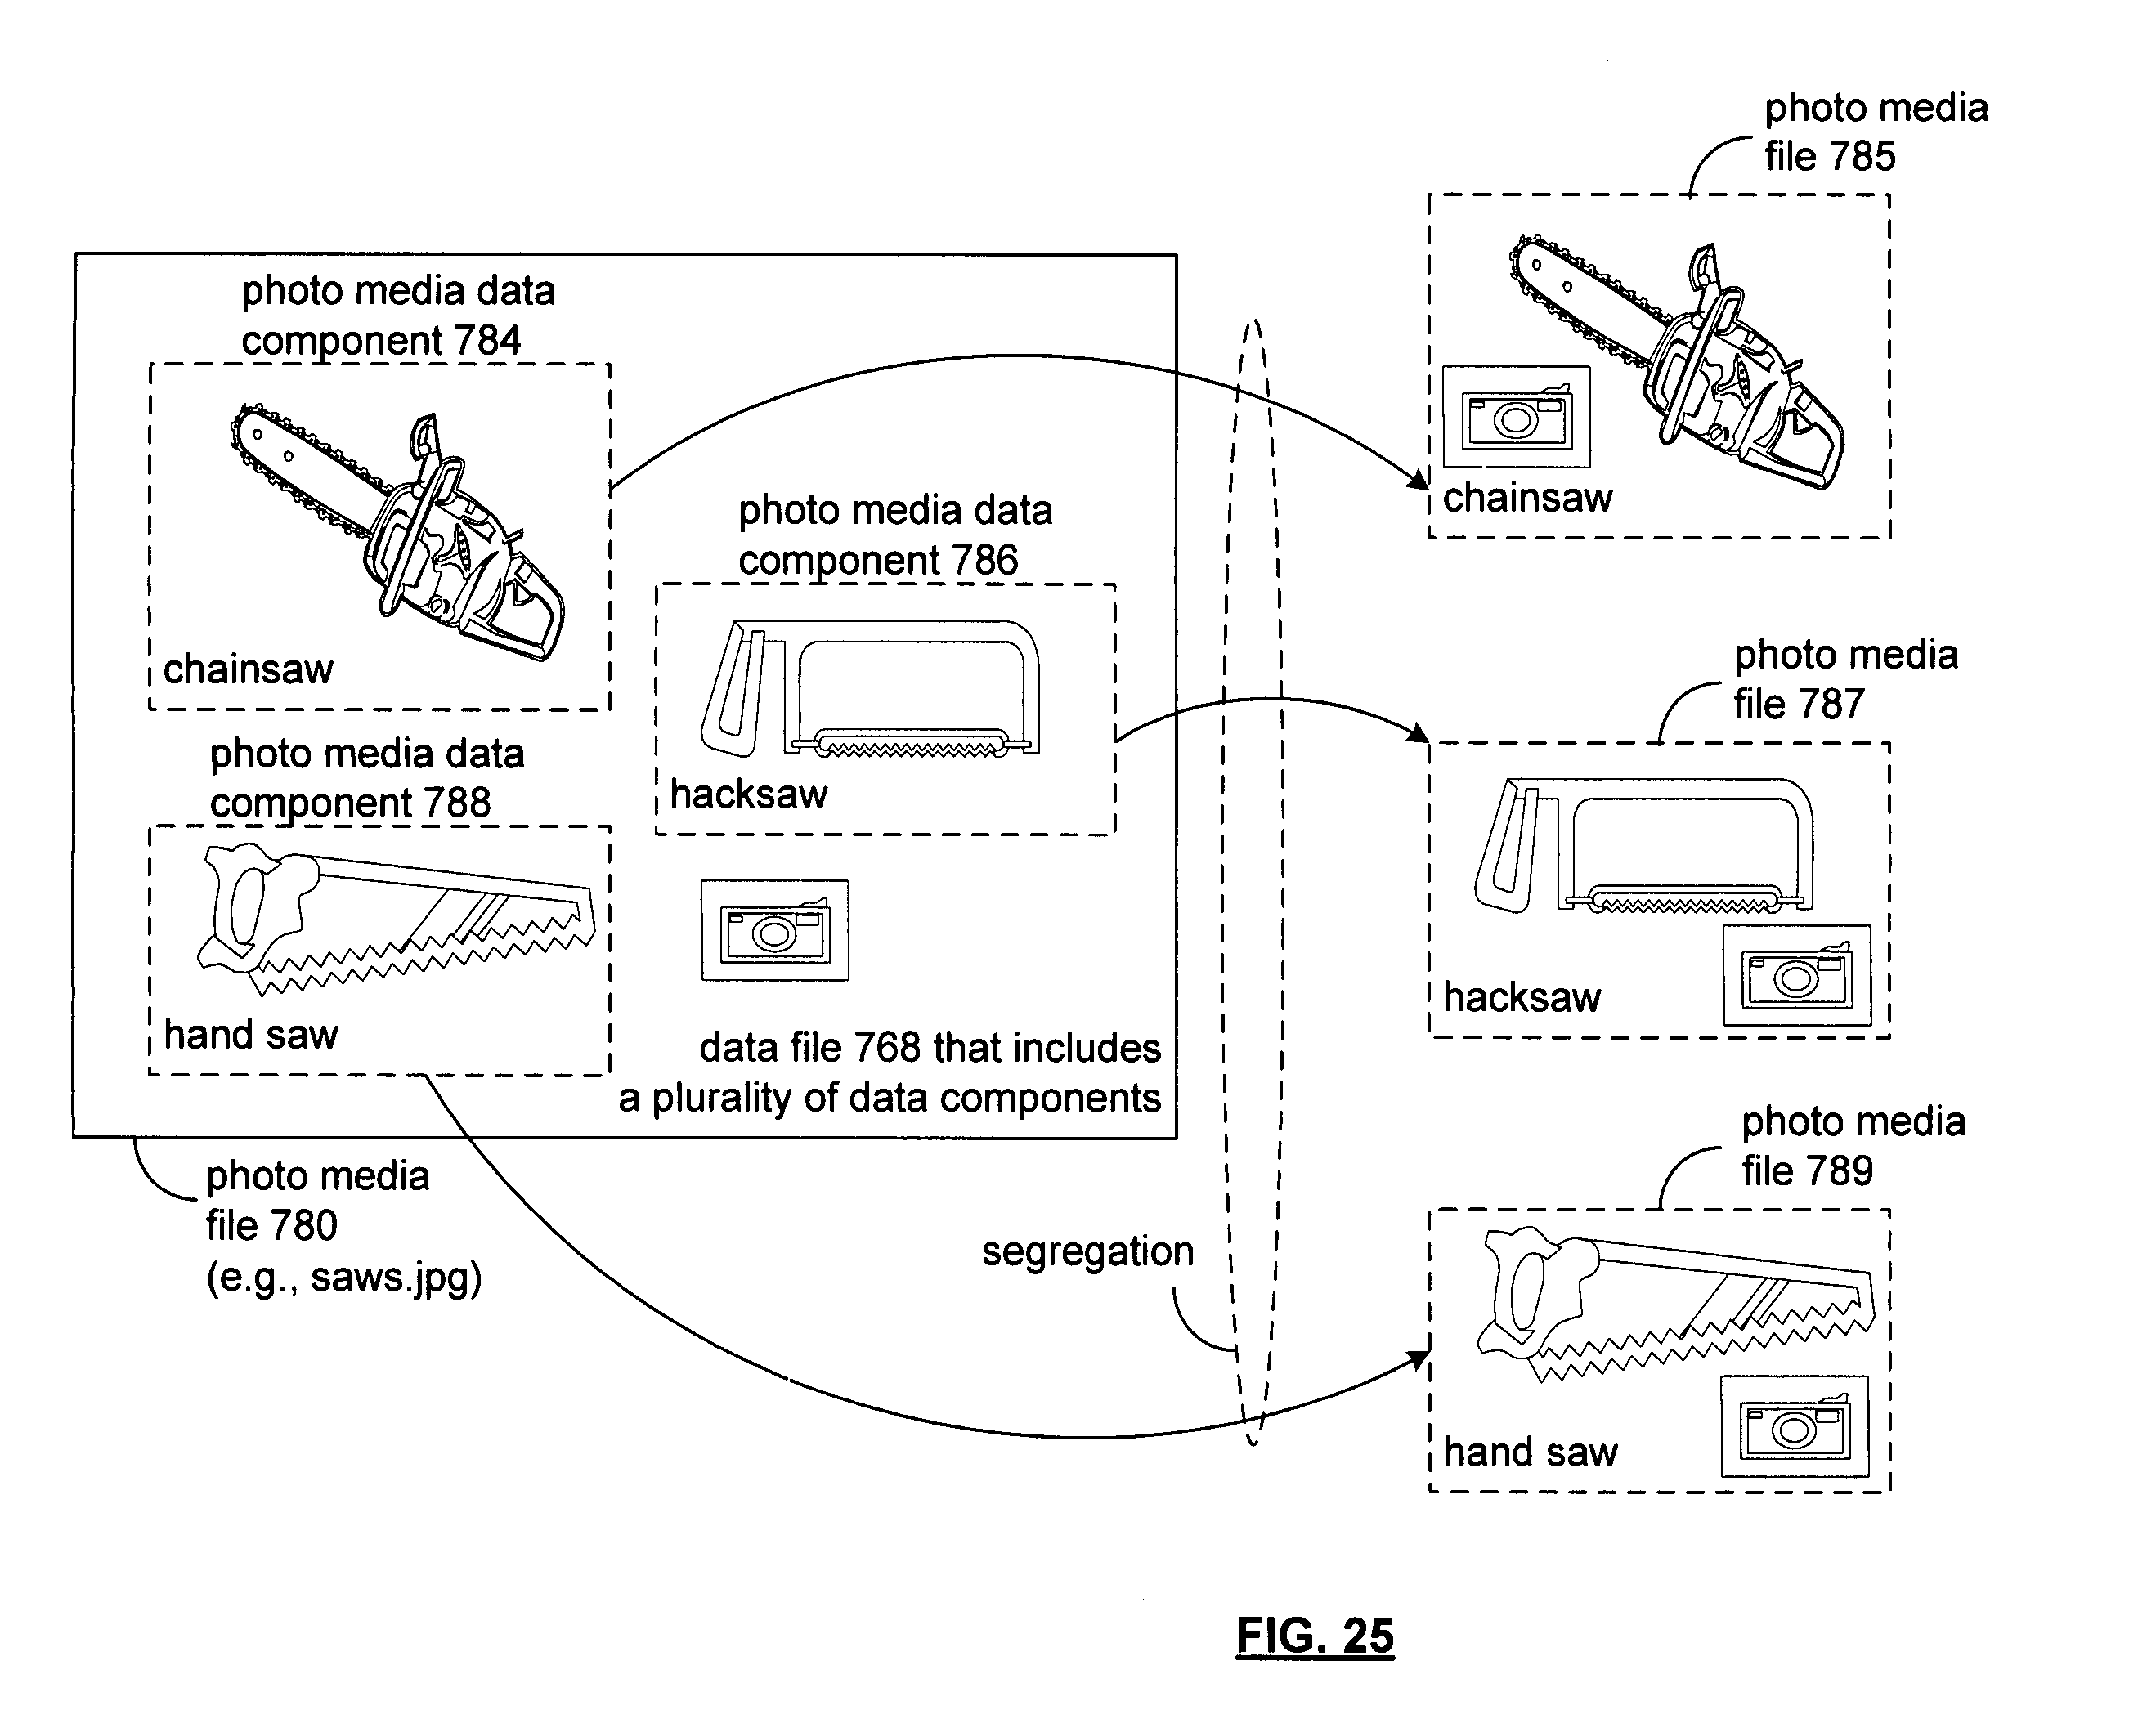 photo media data
component 784
chainsaw
photo media data
component 786
hacksaw
photo media data
component 788
hand saw
data file 768 that includes
a plurality of data components
photo media
file 780
(e.g., saws.jpg)
segregation
photo media
file 785
chainsaw
photo media
file 787
hacksaw
photo media
file 789
hand saw
FIG. 25